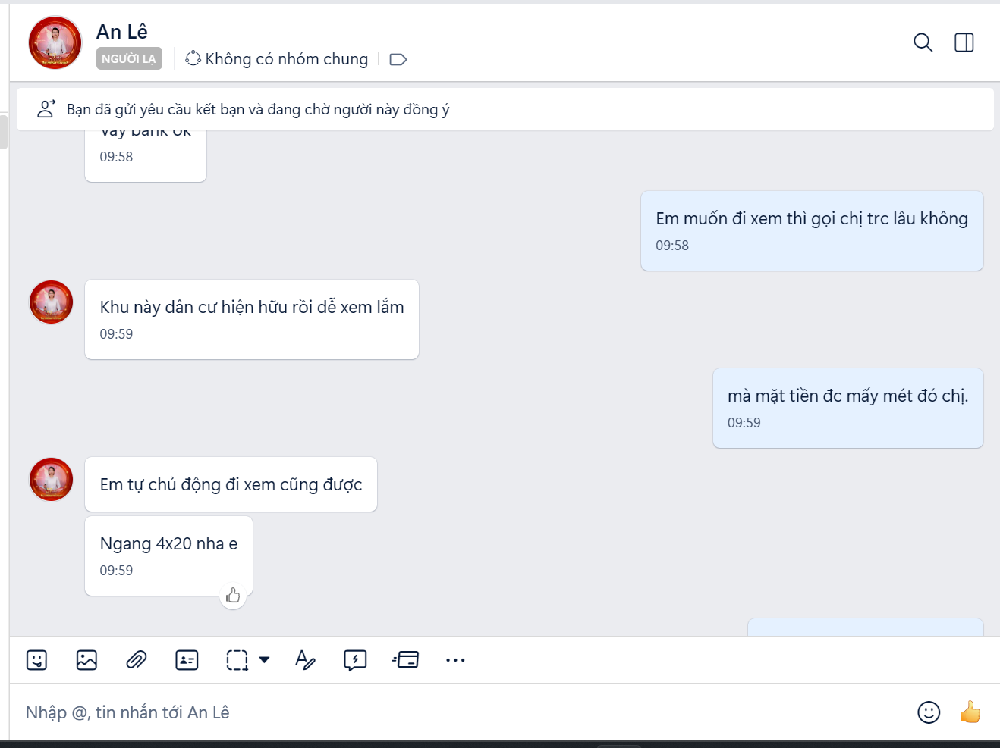 An Lê
NGƯỜI LẠ
Không có nhóm chung
Bạn đã gửi yêu cầu kết bạn và đang chờ người này đồng ý
Vay bank ok
09:58
Em muốn đi xem thì gọi chị trc lâu không
09:58
Khu này dân cư hiện hữu rồi dễ xem lắm
09:59
mà mặt tiền đc mấy mét đó chị.
09:59
Em tự chủ động đi xem cũng được
Ngang 4x20 nha e
09:59
Nhập @, tin nhắn tới An Lê